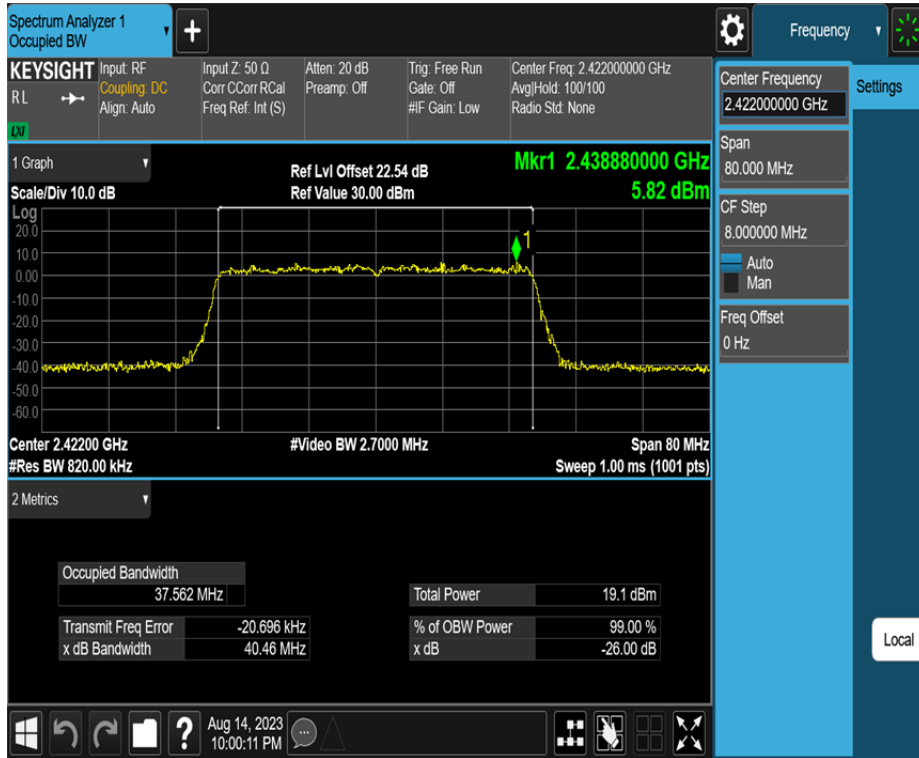 Spectrum Analyzer 1
Occupied BW
+
Frequency
KEYSIGHT
R L
LXI
Input: RF
Coupling: DC
Align: Auto
Input Z: 50 Ω
Corr CCorr RCal
Freq Ref: Int (S)
Atten: 20 dB
Preamp: Off
Trig: Free Run
Gate: Off
#IF Gain: Low
Center Freq: 2.422000000 GHz
Avg|Hold: 100/100
Radio Std: None
Center Frequency
2.422000000 GHz
Settings
Span
80.000 MHz
CF Step
8.000000 MHz
Auto
Man
Freq Offset
0 Hz
Local
1 Graph
Scale/Div 10.0 dB
Ref Lvl Offset 22.54 dB
Ref Value 30.00 dBm
Mkr1 2.438880000 GHz
5.82 dBm
Log
20.0
10.0
0.00
-10.0
-20.0
-30.0
-40.0
-50.0
-60.0
1
Center 2.42200 GHz
#Video BW 2.7000 MHz
Span 80 MHz
#Res BW 820.00 kHz
Sweep 1.00 ms (1001 pts)
2 Metrics
Occupied Bandwidth
37.562 MHz
Total Power 19.1 dBm
Transmit Freq Error -20.696 kHz
% of OBW Power 99.00 %
x dB Bandwidth 40.46 MHz
x dB -26.00 dB
?
Aug 14, 2023
10:00:11 PM